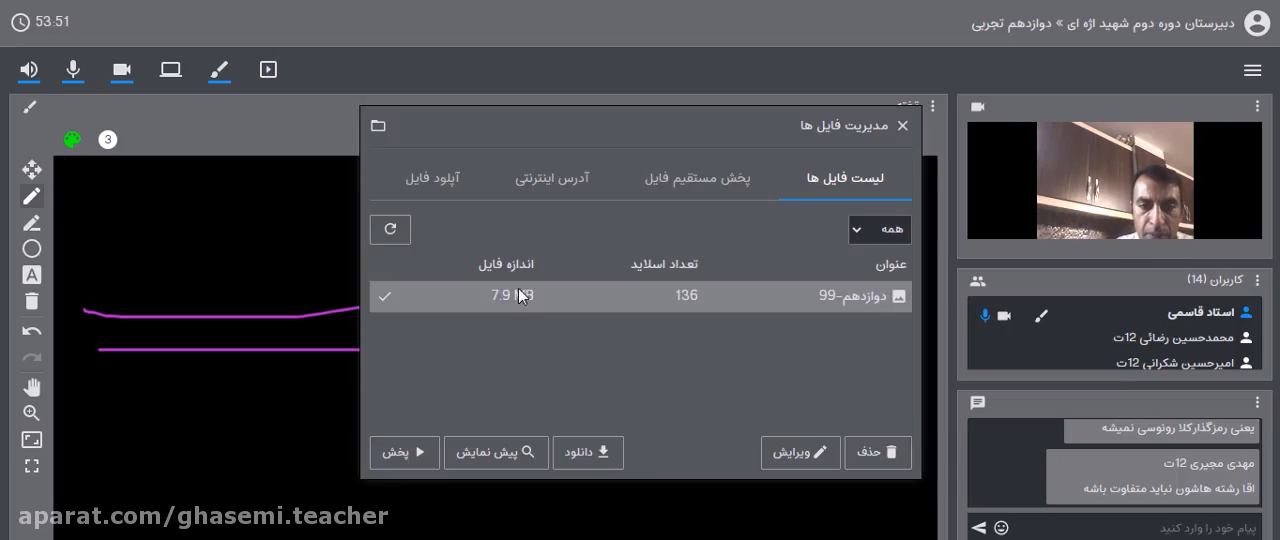 53:51
دبیرستان دوره دوم شهید اژه ای » دوازدهم تجربی
3
مدیریت فایل ها
لیست فایل ها
پخش مستقیم فایل
آدرس اینترنتی
آپلود فایل
همه
عنوان
تعداد اسلاید
اندازه فایل
دوازدهم-99
136
7.9
حذف
ویرایش
دانلود
پیش نمایش
پخش
کاربران (14)
استاد قاسمی
محمدحسین رضائی 12ت
امیرحسین شکرانی 12ت
یعنی رمزگذارکلا رونوسی نمیشه
مهدی مجیری 12ت
اقا رشته هاشون نباید متفاوت باشه
پیام خود را وارد کنید
aparat.com/ghasemi.teacher